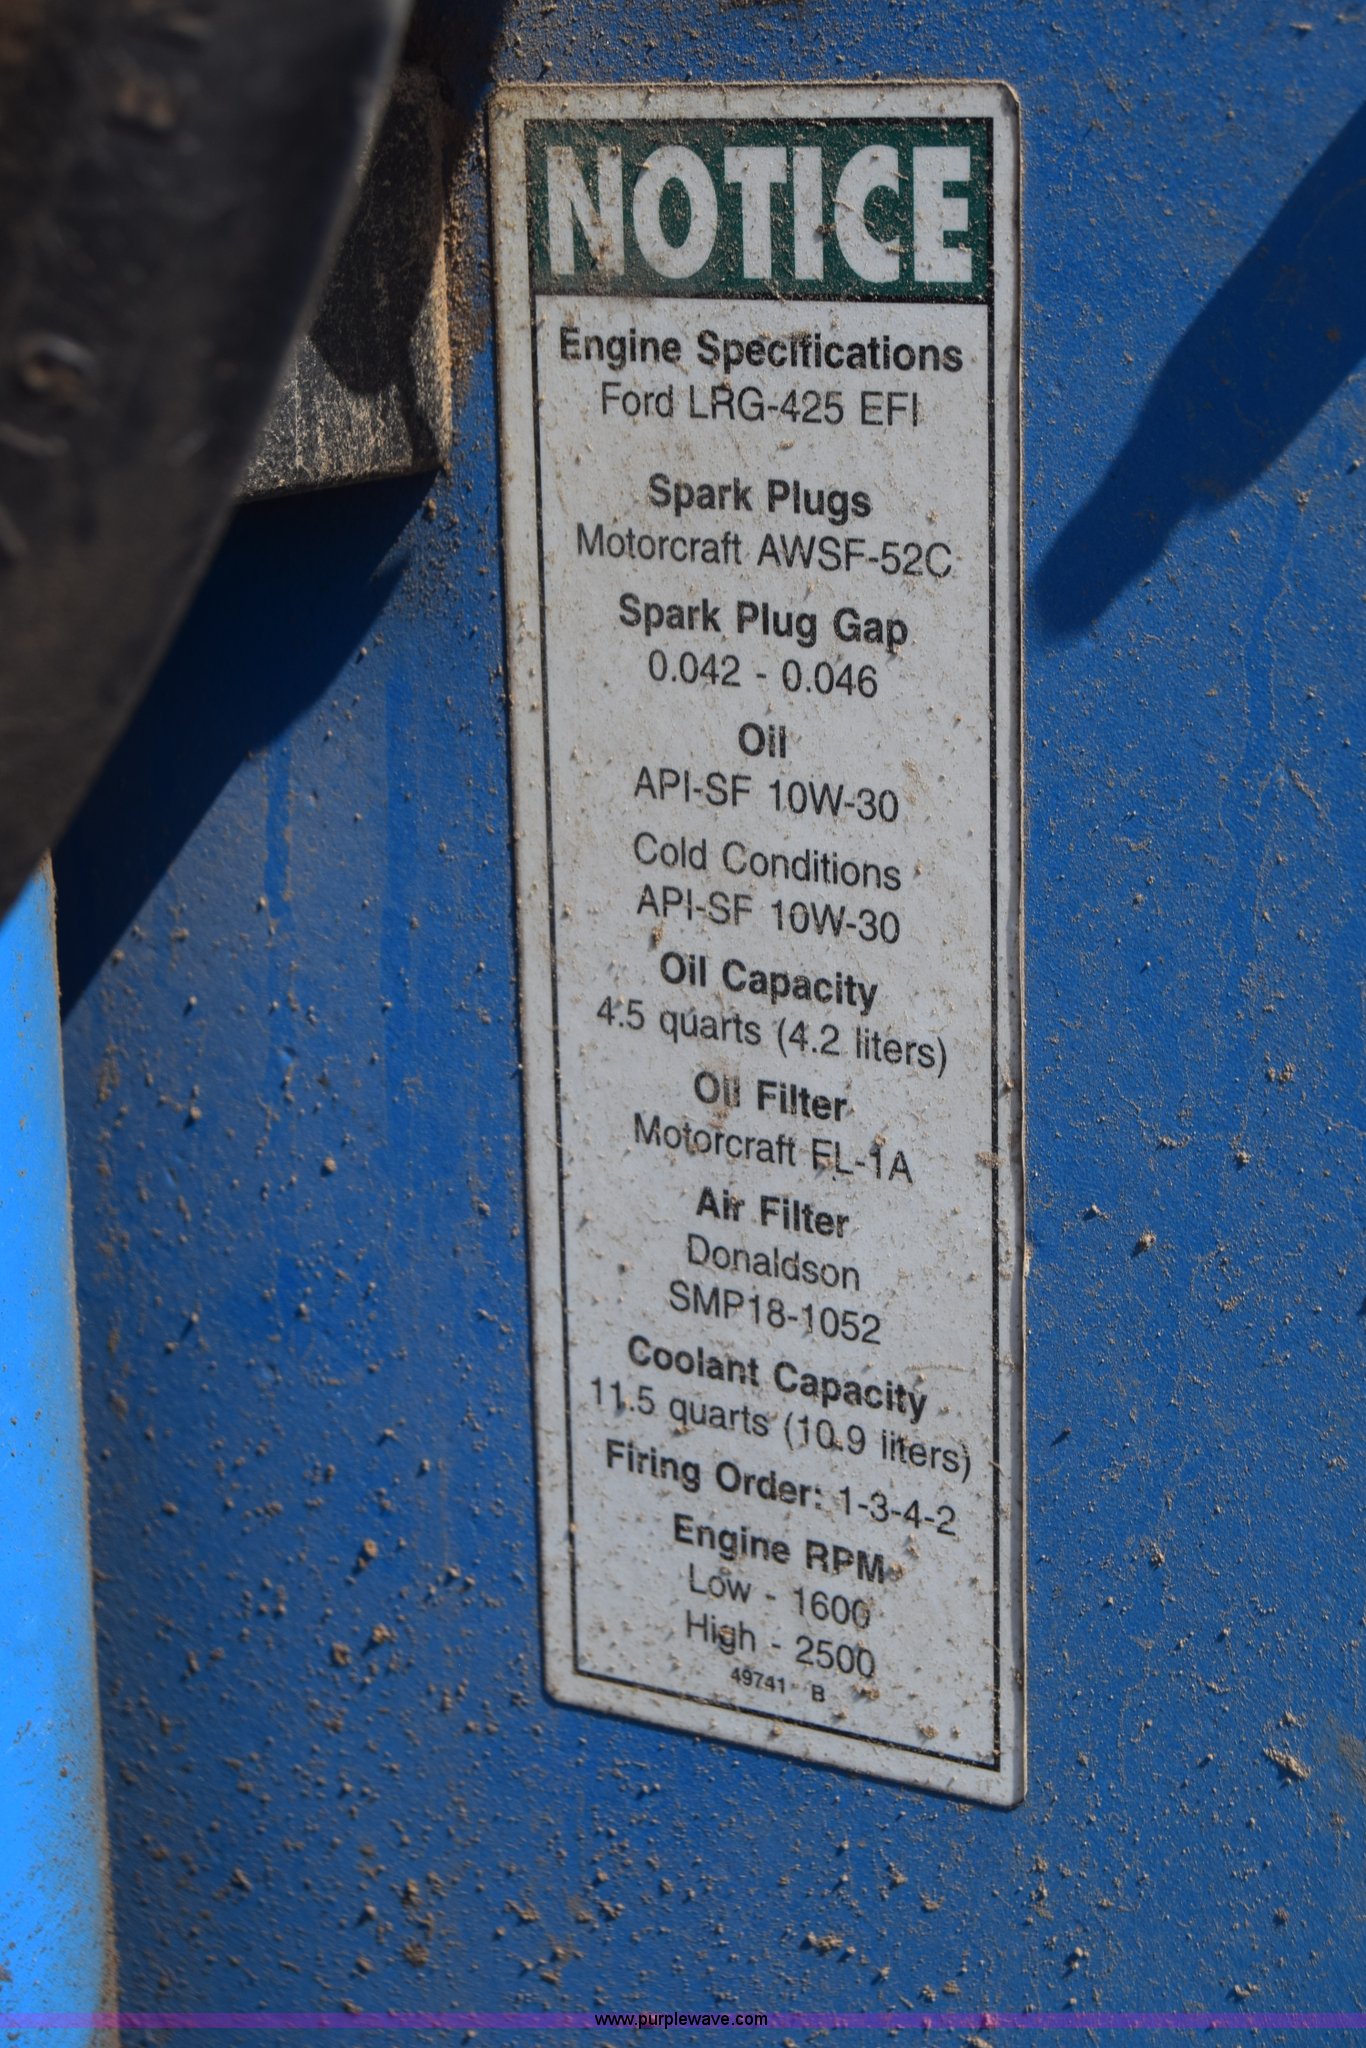 NOTICE
Engine Specifications
Ford LRG-425 EFI
Spark Plugs
Motorcraft AWSF-52C
Spark Plug Gap
0.042 - 0.046
Oil
API-SF 10W-30
Cold Conditions
API-SF 10W-30
Oil Capacity
4.5 quarts (4.2 liters)
Oil Filter
Motorcraft FL-1A
Air Filter
Donaldson
SMP18-1052
Coolant Capacity
11.5 quarts (10.9 liters)
Firing Order: 1-3-4-2
Engine RPM
Low - 1600
High - 2500
49741 B
www.purplewave.com